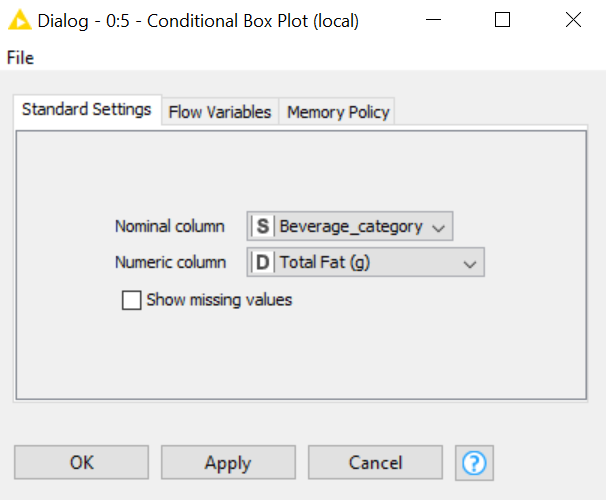 Dialog - 0:5 - Conditional Box Plot (local)
File
Standard Settings Flow Variables Memory Policy
Nominal column S Beverage_category
Numeric column D Total Fat (g)
Show missing values
OK Apply Cancel ?